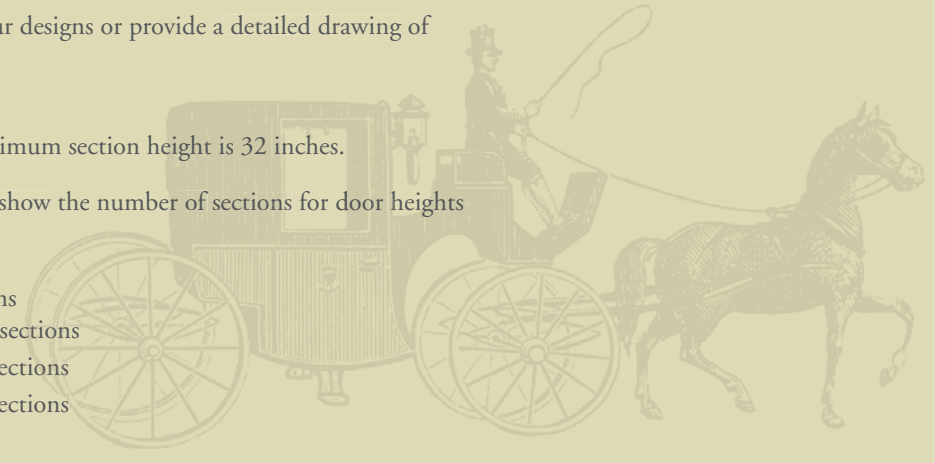 ur designs or provide a detailed drawing of
imum section height is 32 inches.
show the number of sections for door heights
ns
sections
ections
ections